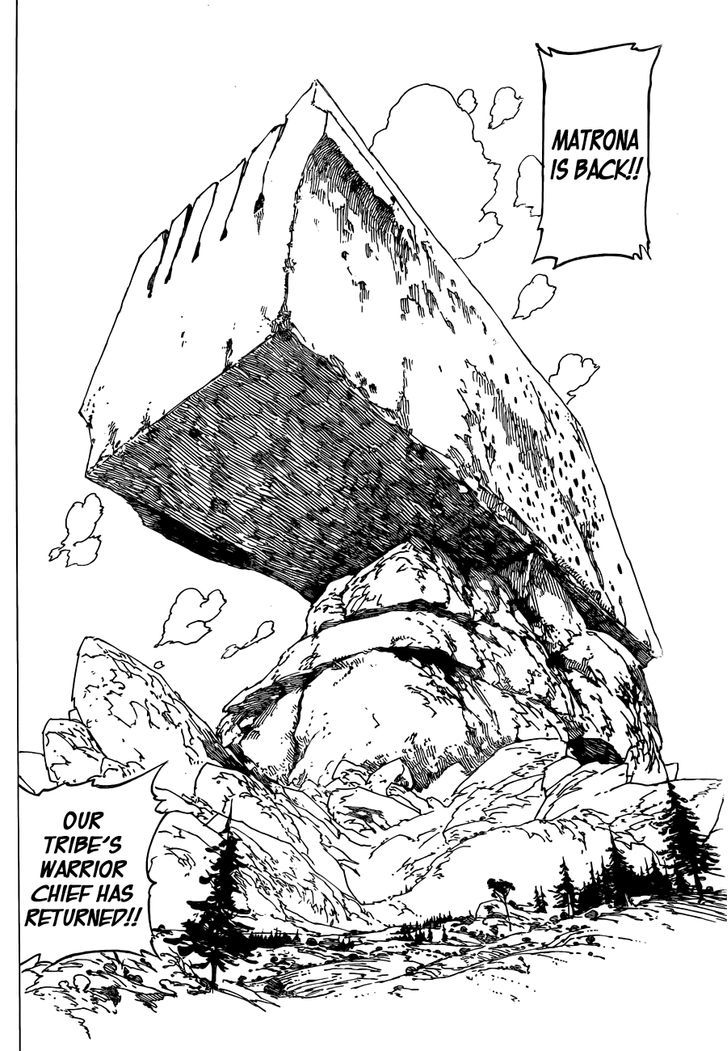 MATRONA
IS BACK!!
OUR
TRIBE'S
WARRIOR
CHIEF HAS
RETURNED!!